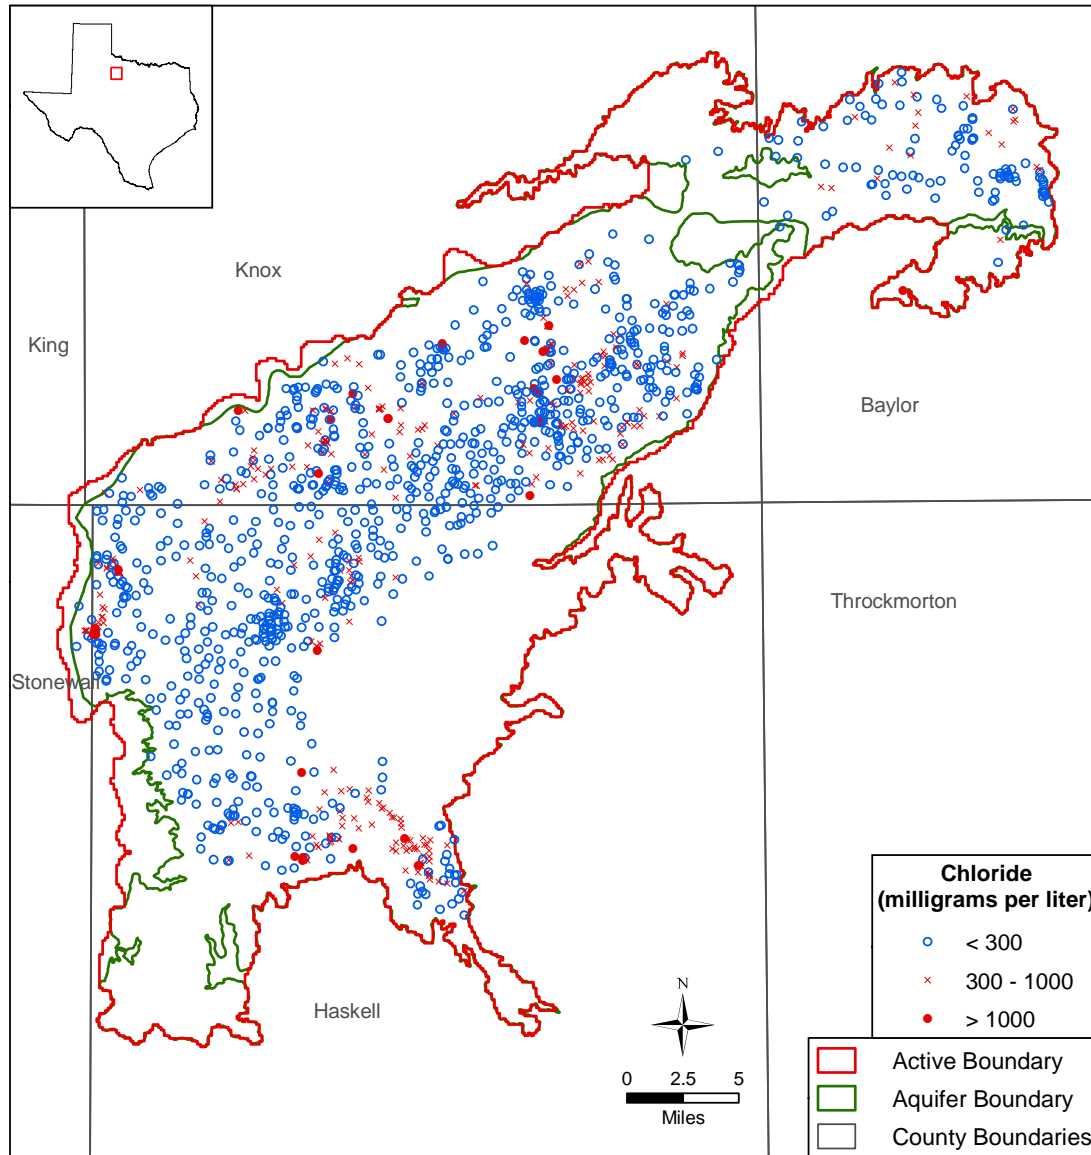 Knox
King
Baylor
Throckmorton
Stonewall
Haskell
N
0 2.5 5
Miles
Chloride
(milligrams per liter)
< 300
300 - 1000
> 1000
Active Boundary
Aquifer Boundary
County Boundaries